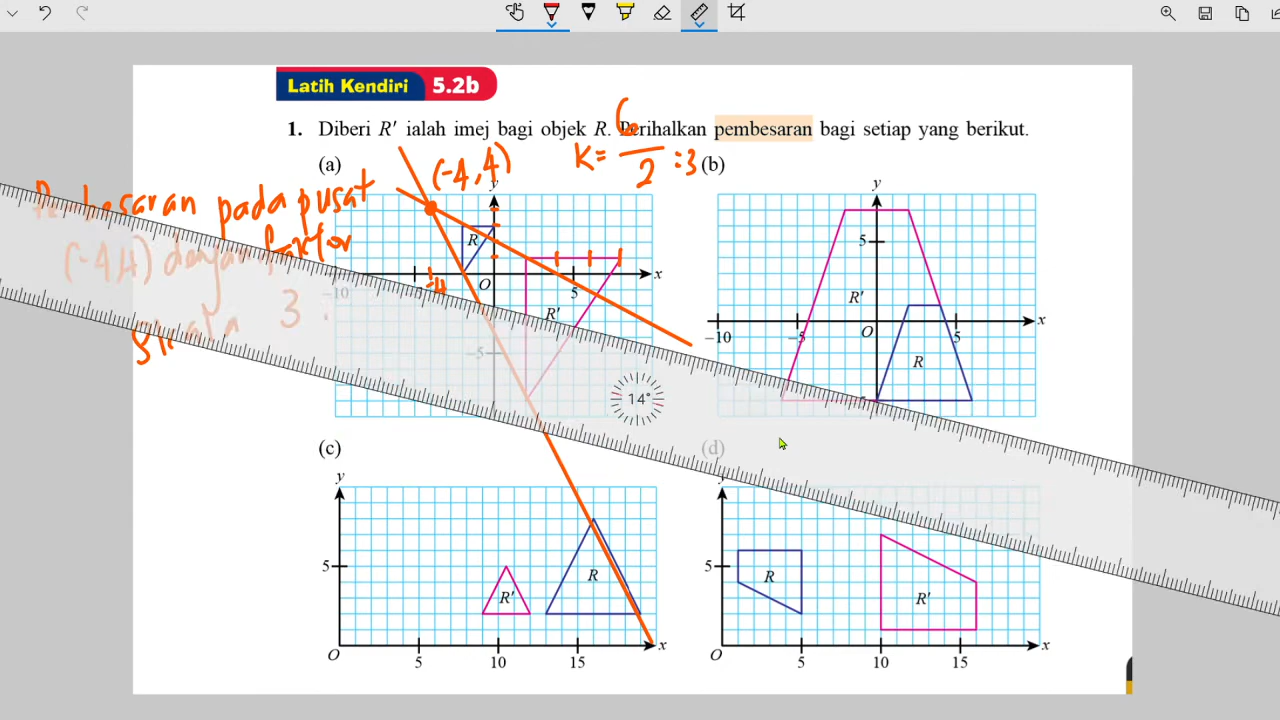 Latih Kendiri 5.2b
1. Diberi R′ ialah imej bagi objek R. Perihalkan pembesaran bagi setiap yang berikut.
(a)
(-4,4)
K= 6/2 :3
pada pusat
(-4,4) dengan faktor
3
y
R
O
5
x
-10
-4
R′
−5
14°
(b)
y
5
R′
O
x
−10
−5
5
R
(c)
y
5
R′
R
O
5
10
15
x
(d)
5
R
R′
O
5
10
15
x